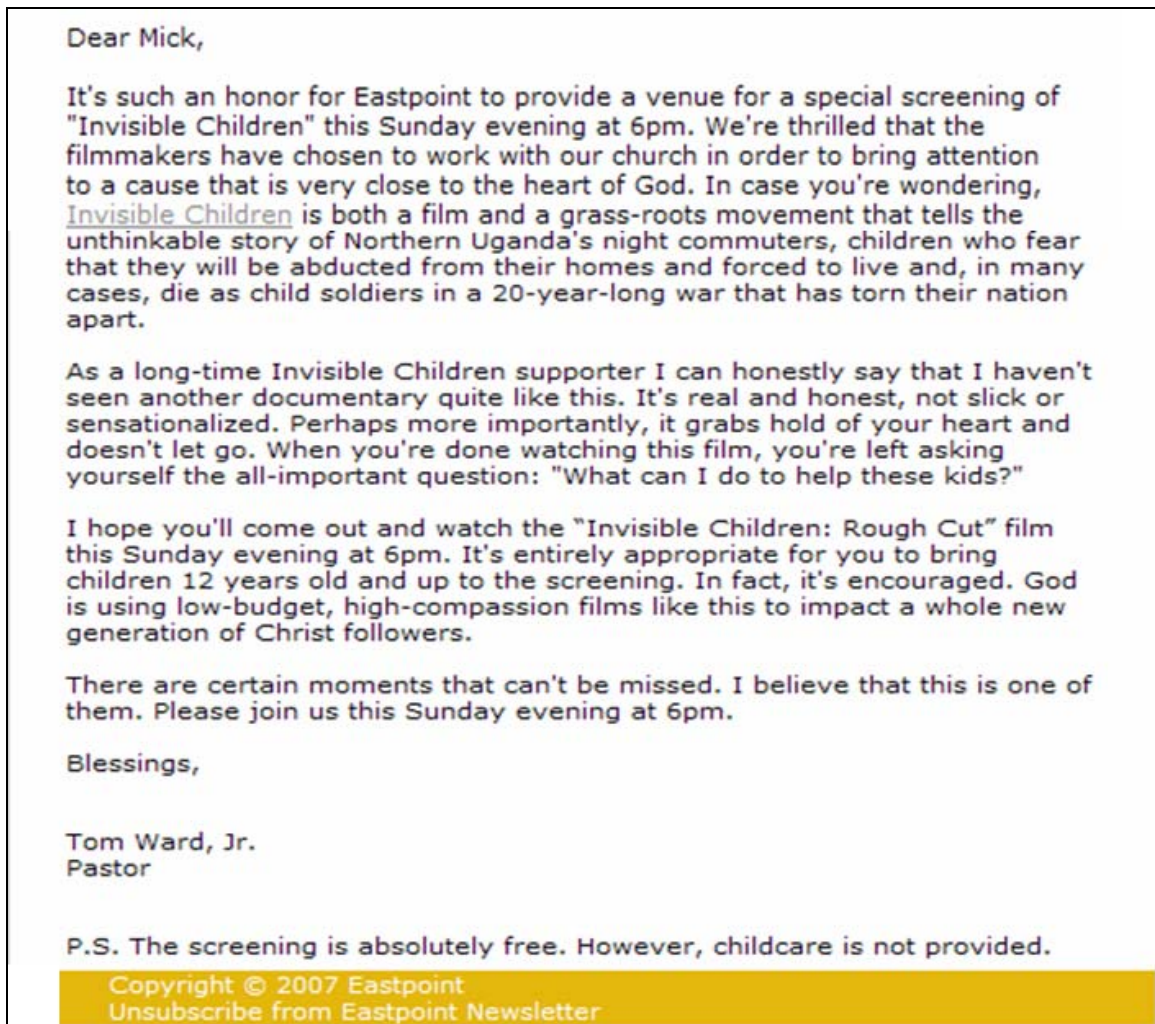 Dear Mick,
It's such an honor for Eastpoint to provide a venue for a special screening of
"Invisible Children" this Sunday evening at 6pm. We're thrilled that the
filmmakers have chosen to work with our church in order to bring attention
to a cause that is very close to the heart of God. In case you're wondering,
Invisible Children is both a film and a grass-roots movement that tells the
unthinkable story of Northern Uganda's night commuters, children who fear
that they will be abducted from their homes and forced to live and, in many
cases, die as child soldiers in a 20-year-long war that has torn their nation
apart.
As a long-time Invisible Children supporter I can honestly say that I haven't
seen another documentary quite like this. It's real and honest, not slick or
sensationalized. Perhaps more importantly, it grabs hold of your heart and
doesn't let go. When you're done watching this film, you're left asking
yourself the all-important question: "What can I do to help these kids?"
I hope you'll come out and watch the “Invisible Children: Rough Cut” film
this Sunday evening at 6pm. It's entirely appropriate for you to bring
children 12 years old and up to the screening. In fact, it's encouraged. God
is using low-budget, high-compassion films like this to impact a whole new
generation of Christ followers.
There are certain moments that can't be missed. I believe that this is one of
them. Please join us this Sunday evening at 6pm.
Blessings,
Tom Ward, Jr.
Pastor
P.S. The screening is absolutely free. However, childcare is not provided.
Copyright © 2007 Eastpoint
Unsubscribe from Eastpoint Newsletter